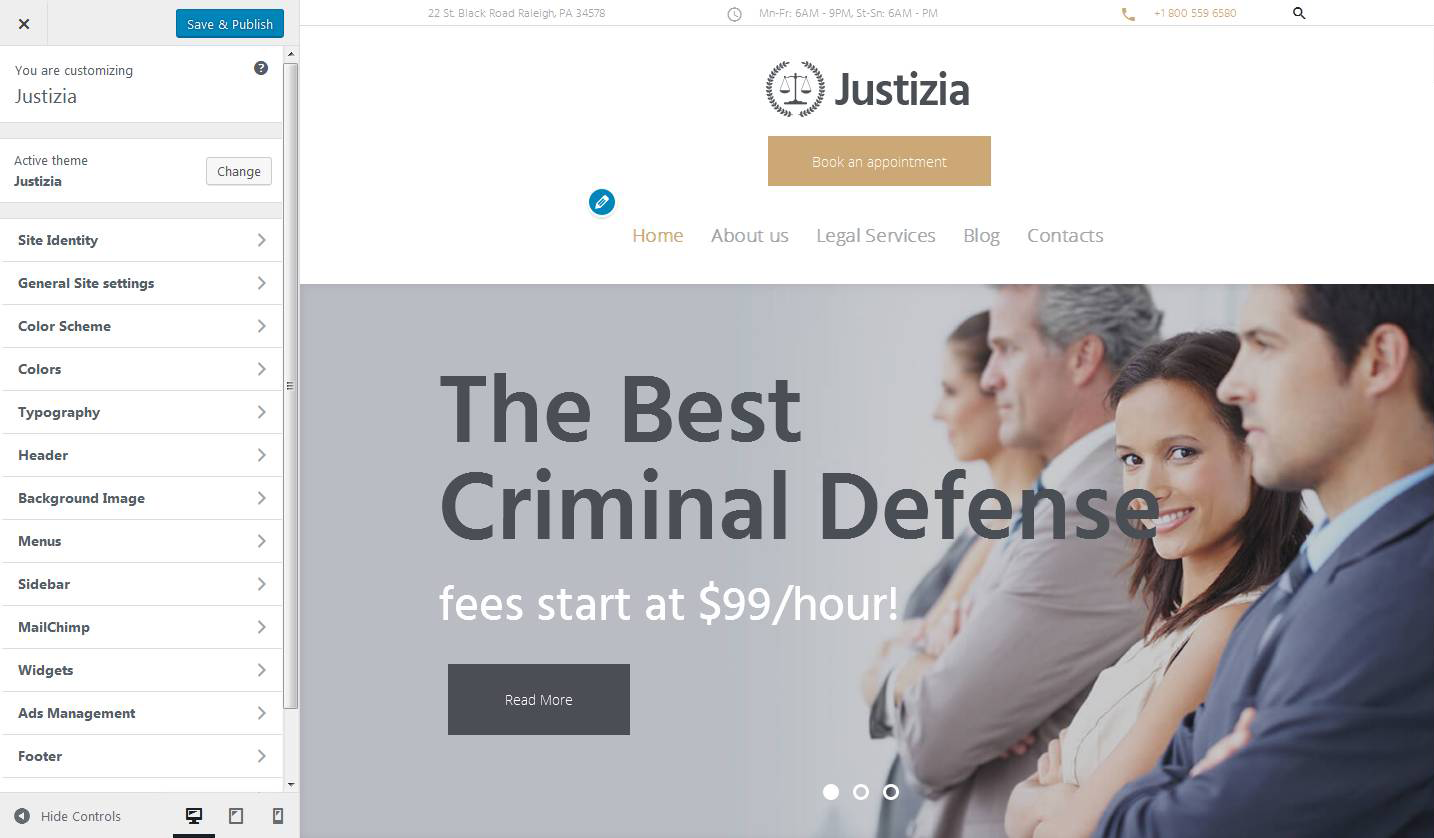 Save & Publish
You are customizing
Justizia
Active theme
Justizia
Change
Site Identity
General Site settings
Color Scheme
Colors
Typography
Header
Background Image
Menus
Sidebar
MailChimp
Widgets
Ads Management
Footer
Hide Controls
22 St. Black Road Raleigh, PA 34578
Mn-Fr: 6AM - 9PM, St-Sn: 6AM - PM
+1 800 559 6580
Justizia
Book an appointment
Home About us Legal Services Blog Contacts
The Best
Criminal Defense
fees start at $99/hour!
Read More